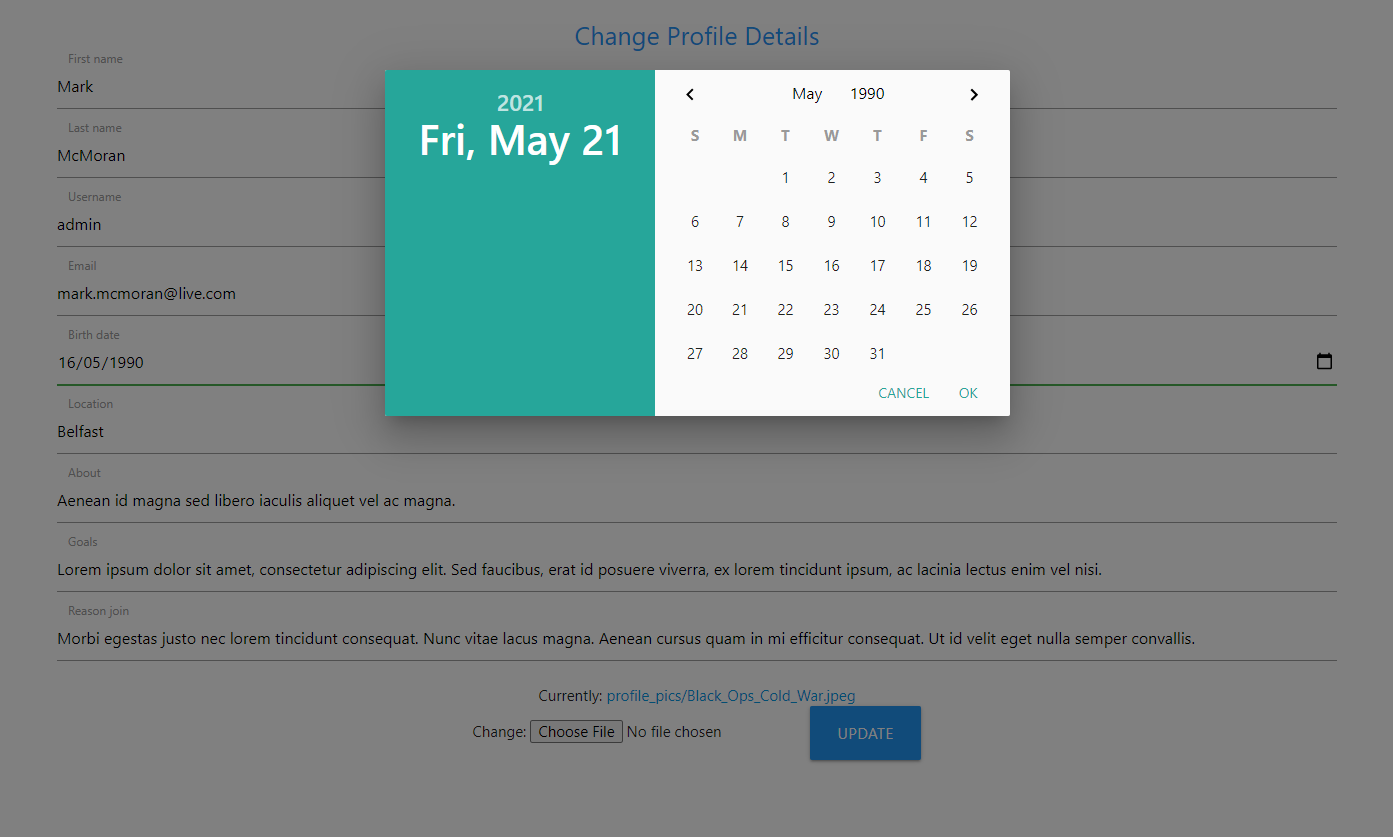 Change Profile Details
First name
Mark
Last name
McMoran
Username
admin
Email
mark.mcmoran@live.com
Birth date
16/05/1990
Location
Belfast
About
Aenean id magna sed libero iaculis aliquet vel ac magna.
Goals
Lorem ipsum dolor sit amet, consectetur adipiscing elit. Sed faucibus, erat id posuere viverra, ex lorem tincidunt ipsum, ac lacinia lectus enim vel nisi.
Reason join
Morbi egestas justo nec lorem tincidunt consequat. Nunc vitae lacus magna. Aenean cursus quam in mi efficitur consequat. Ut id velit eget nulla semper convallis.
Currently: profile_pics/Black_Ops_Cold_War.jpeg
Change: Choose File No file chosen
UPDATE
2021
Fri, May 21
May 1990
S M T W T F S
1 2 3 4 5
6 7 8 9 10 11 12
13 14 15 16 17 18 19
20 21 22 23 24 25 26
27 28 29 30 31
CANCEL OK